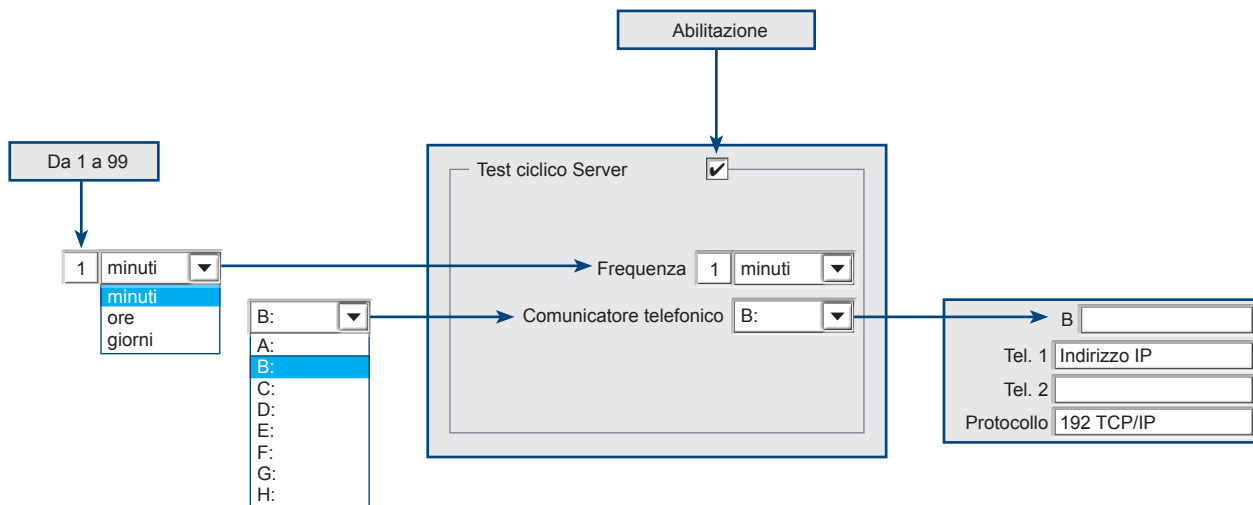 Abilitazione
Da 1 a 99
1 minuti
minuti
ore
giorni
B:
A:
B:
C:
D:
E:
F:
G:
H:
Test ciclico Server
Frequenza 1 minuti
Comunicatore telefonico B:
B
Tel. 1 Indirizzo IP
Tel. 2
Protocollo 192 TCP/IP